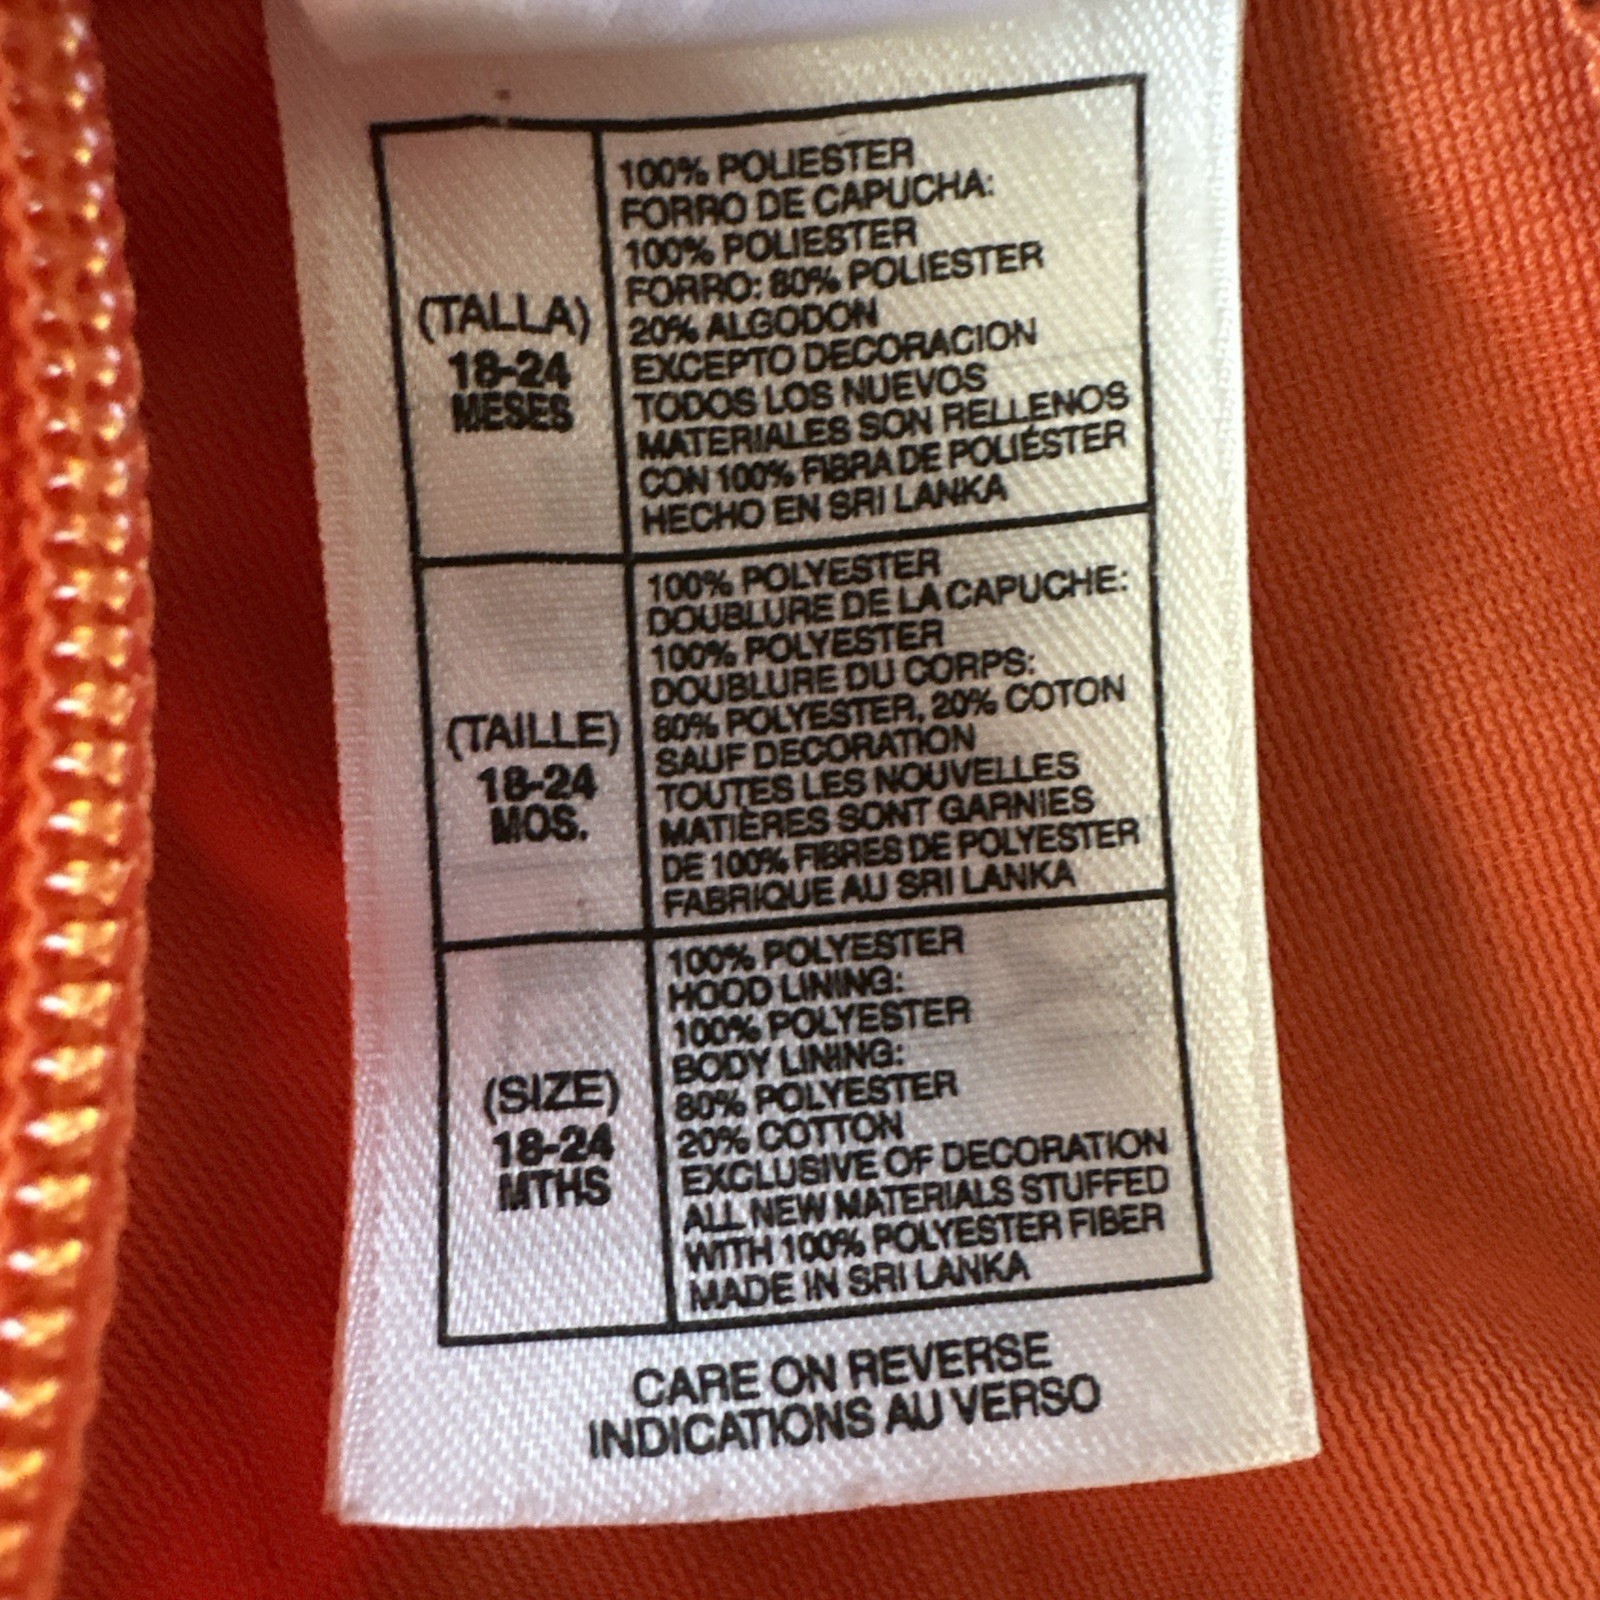 (TALLA)
18-24
MESES
100% POLIESTER
FORRO DE CAPUCHA:
100% POLIESTER
FORRO: 80% POLIESTER
20% ALGODON
EXCEPTO DECORACION
TODOS LOS NUEVOS
MATERIALES SON RELLENOS
CON 100% FIBRA DE POLIÉSTER
HECHO EN SRI LANKA
(TAILLE)
18-24
MOS.
100% POLYESTER
DOUBLURE DE LA CAPUCHE:
100% POLYESTER
DOUBLURE DU CORPS:
80% POLYESTER, 20% COTON
SAUF DECORATION
TOUTES LES NOUVELLES
MATIÈRES SONT GARNIES
DE 100% FIBRES DE POLYESTER
FABRIQUE AU SRI LANKA
(SIZE)
18-24
MTHS
100% POLYESTER
HOOD LINING:
100% POLYESTER
BODY LINING:
80% POLYESTER
20% COTTON
EXCLUSIVE OF DECORATION
ALL NEW MATERIALS STUFFED
WITH 100% POLYESTER FIBER
MADE IN SRI LANKA
CARE ON REVERSE
INDICATIONS AU VERSO